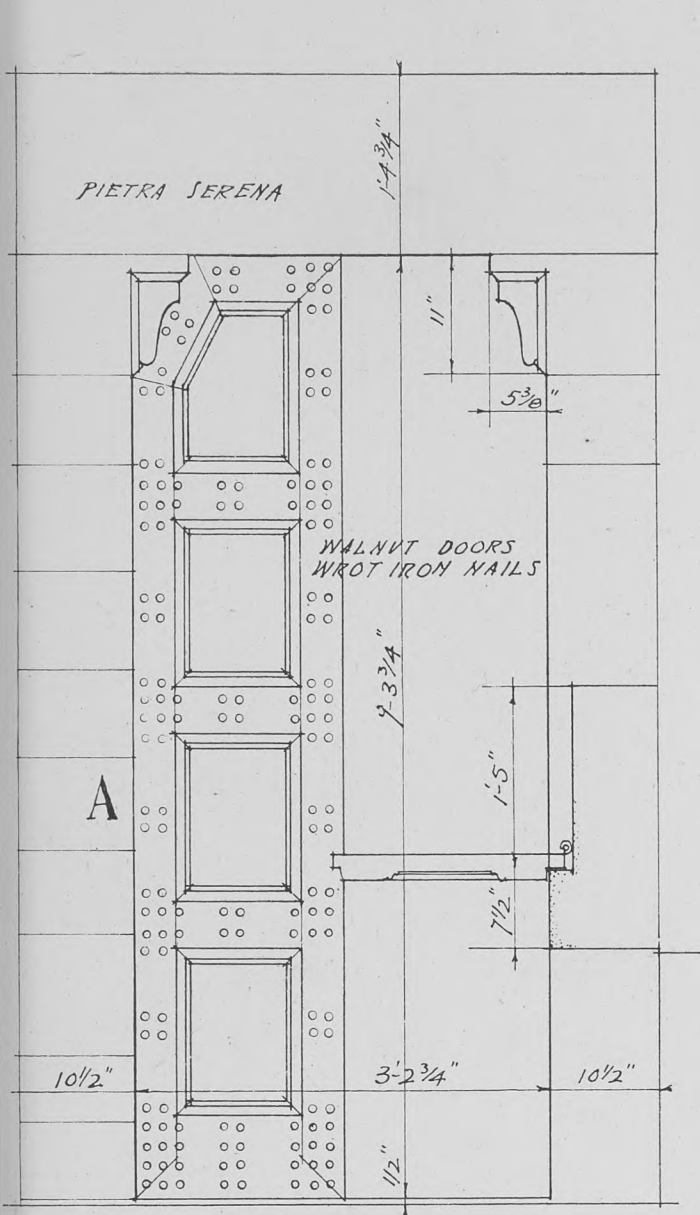 1'-4 3/4"
PIETRA SERENA
11"
5 3/8"
WALNUT DOORS
WROT IRON NAILS
9'-3 3/4"
1'-5"
A
7 1/2"
10 1/2"
3'-2 3/4"
10 1/2"
1/2"